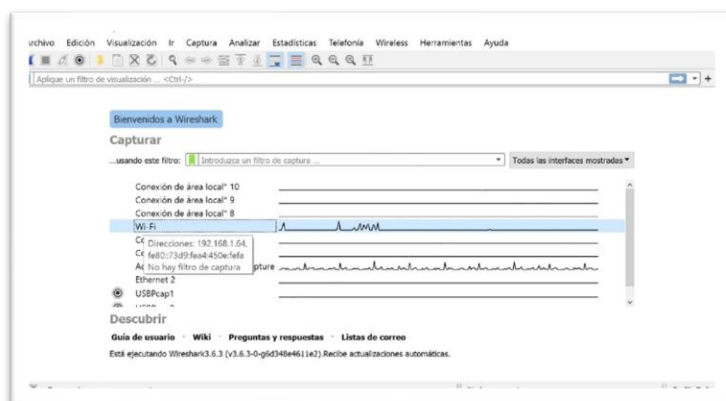 urchivo Edición Visualización Ir Captura Analizar Estadísticas Telefonía Wireless Herramientas Ayuda
Aplique un filtro de visualización ... <Ctrl-/>
+
Bienvenidos a Wireshark
Capturar
...usando este filtro: Introduzca un filtro de captura ... Todas las interfaces mostradas
Conexión de área local* 10
Conexión de área local* 9
Conexión de área local* 8
Wi-Fi
Direcciones: 192.168.1.64,
fe80::73d9:fea4:450e:fefa
No hay filtro de captura
pture
Ethernet 2
USBPcap1
Descubrir
Guía de usuario · Wiki · Preguntas y respuestas · Listas de correo
Está ejecutando Wireshark3.6.3 (v3.6.3-0-g6d348e4611e2).Recibe actualizaciones automáticas.